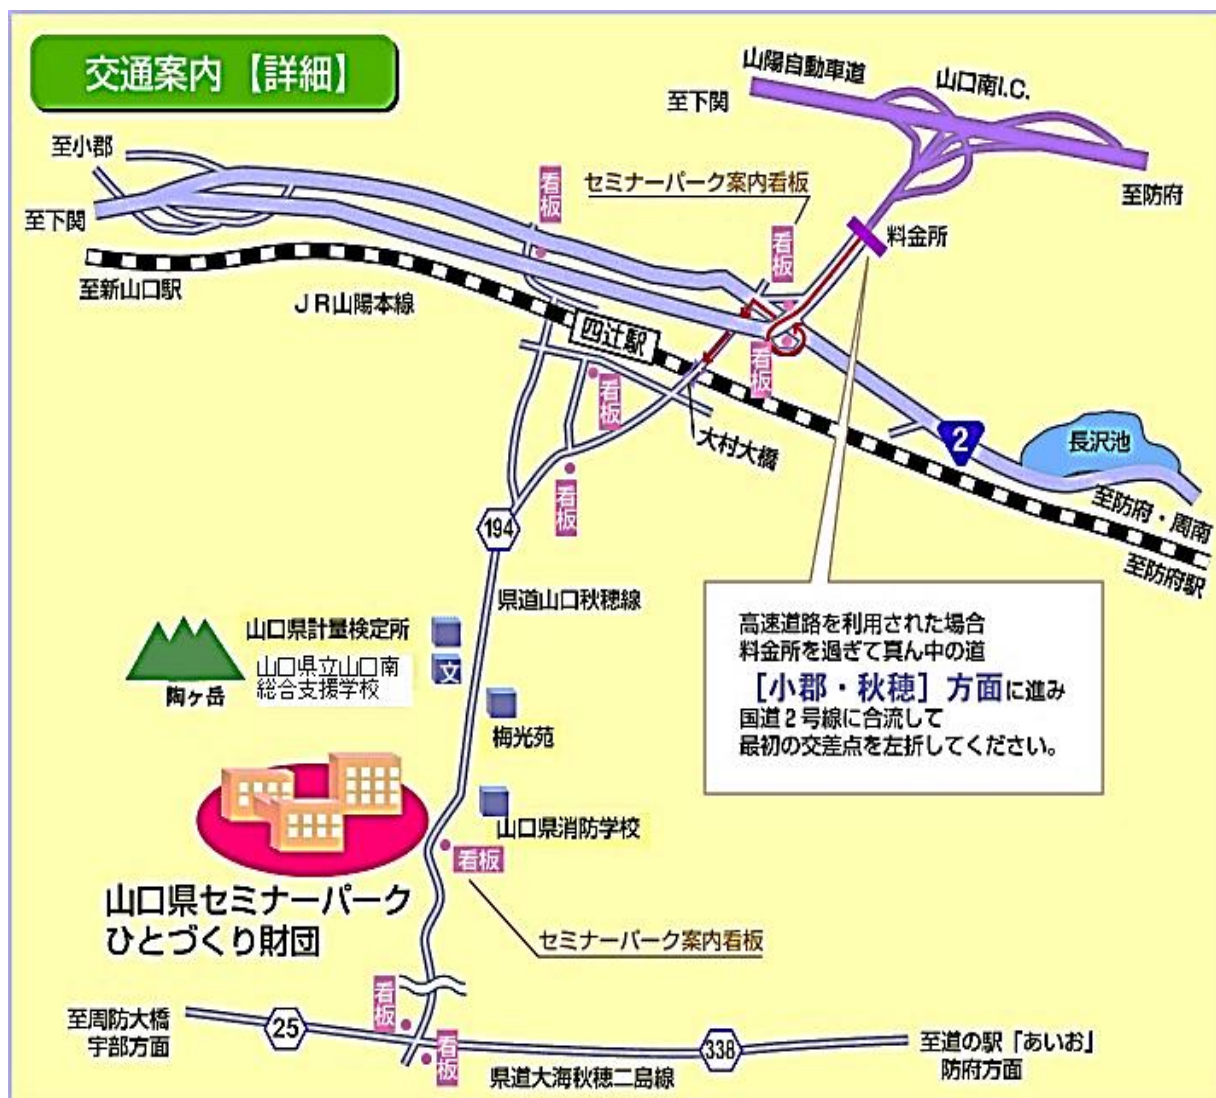 交通案内【詳細】
山陽自動車道
山口南I.C.
至下関
至防府
至小郡
至下関
看板
セミナーパーク案内看板
看板
料金所
至新山口駅
JR山陽本線
四辻駅
看板
看板
大村大橋
2
長沢池
至防府・周南
至防府駅
看板
194
県道山口秋穂線
高速道路を利用された場合
料金所を過ぎて真ん中の道
[小郡・秋穂]方面に進み
国道2号線に合流して
最初の交差点を左折してください。
山口県計量検定所
山口県立山口南
総合支援学校
文
陶ヶ岳
梅光苑
山口県消防学校
看板
山口県セミナーパーク
ひとづくり財団
セミナーパーク案内看板
看板
至周防大橋
宇部方面
25
338
至道の駅「あいお」
防府方面
看板
県道大海秋穂二島線